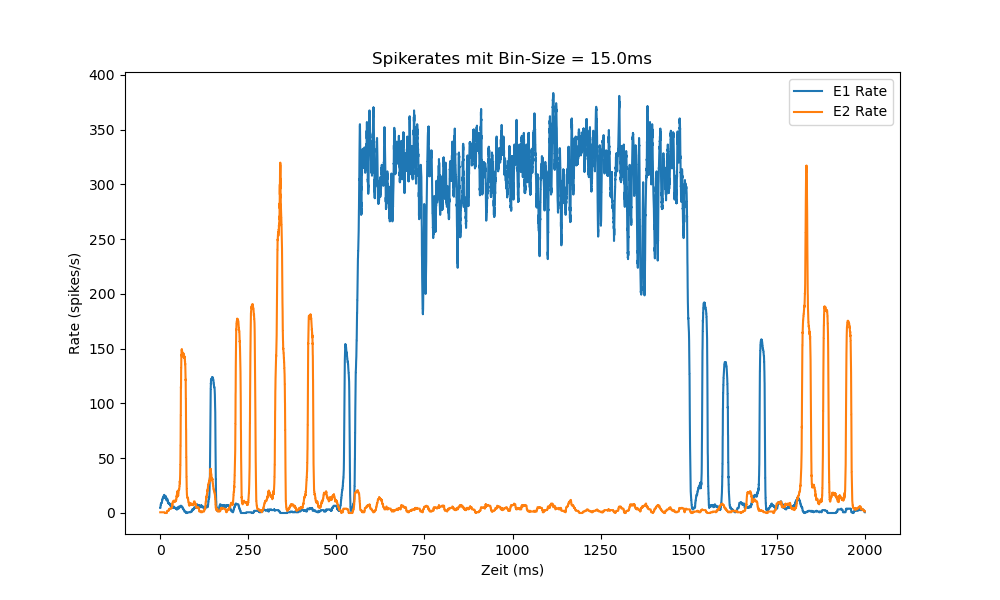 Spikerates mit Bin-Size = 15.0ms
E1 Rate
E2 Rate
400
350
300
250
200
150
100
50
0
Rate (spikes/s)
0 250 500 750 1000 1250 1500 1750 2000
Zeit (ms)